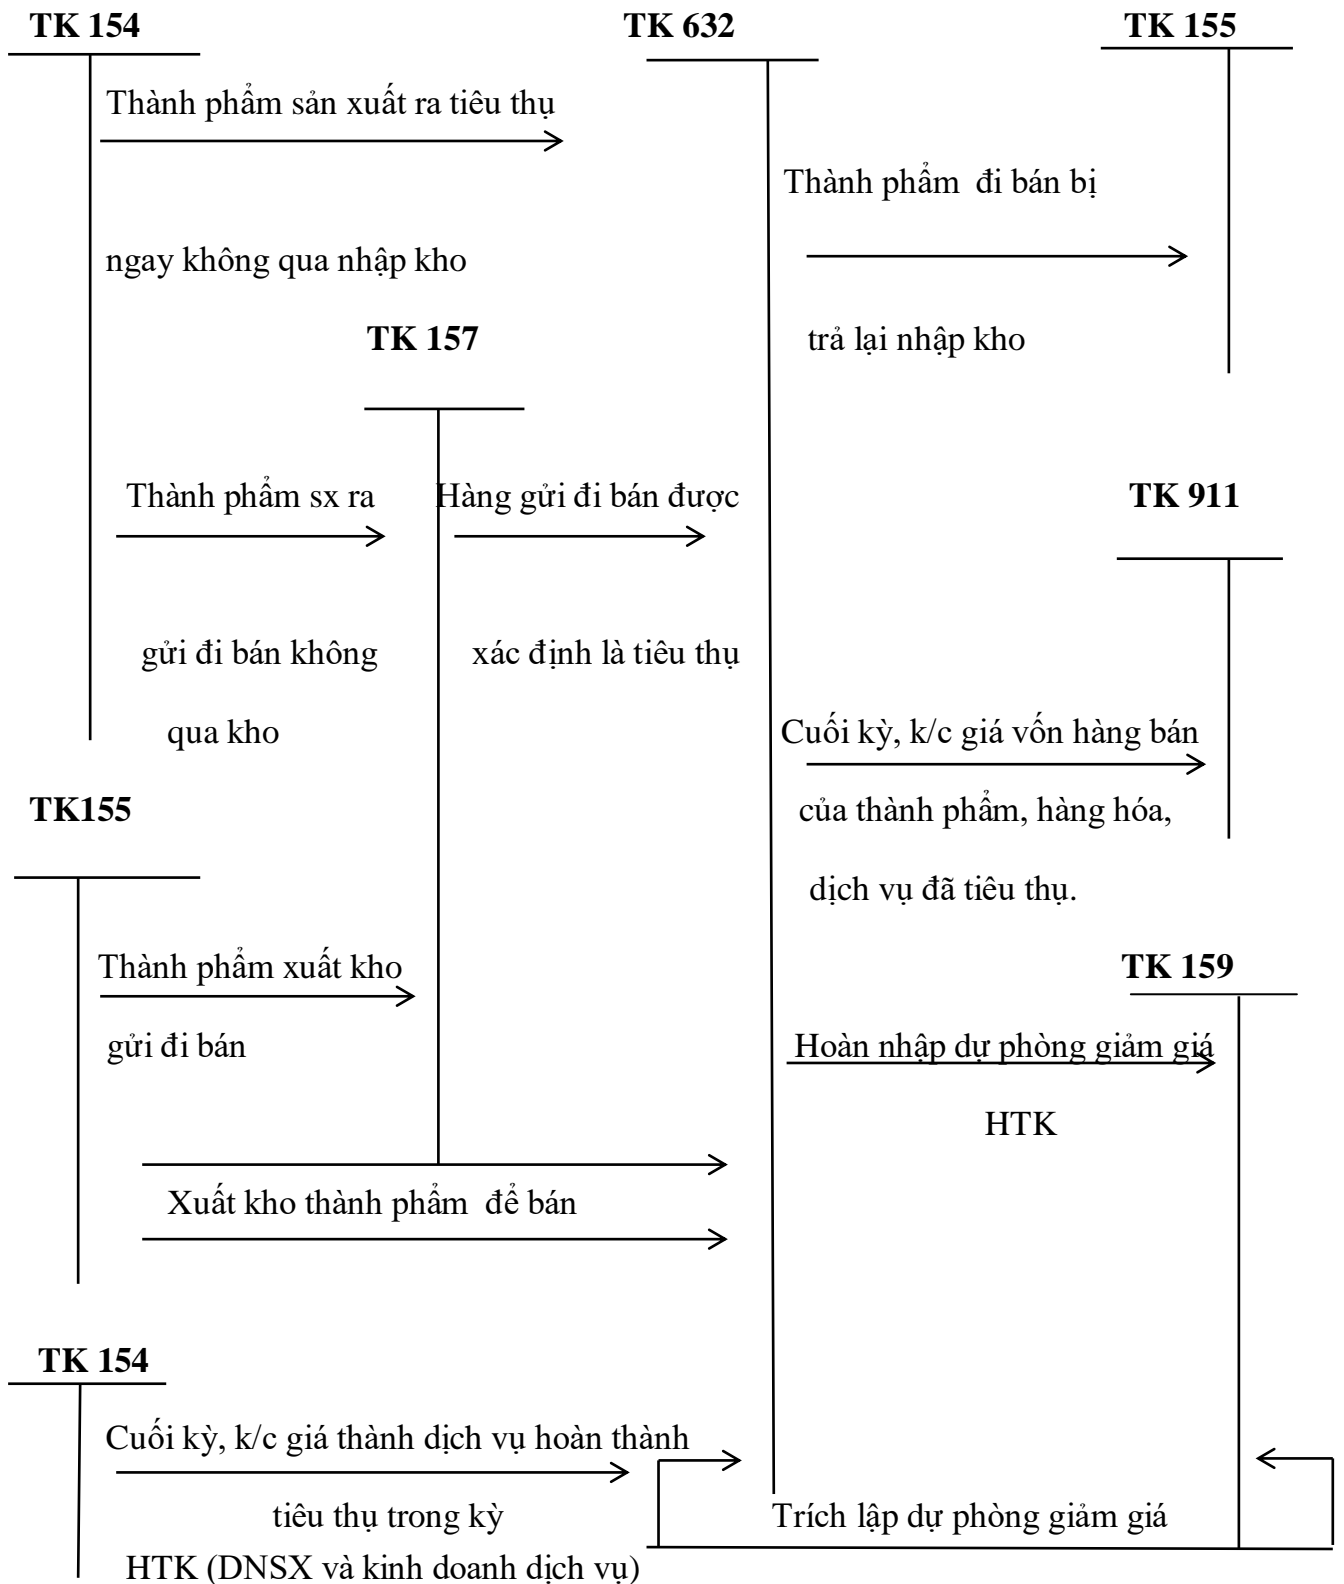 TK 154
TK 632
TK 155
Thành phẩm sản xuất ra tiêu thụ
Thành phẩm đi bán bị
ngay không qua nhập kho
TK 157
trả lại nhập kho
Thành phẩm sx ra
Hàng gửi đi bán được
TK 911
gửi đi bán không
xác định là tiêu thụ
qua kho
Cuối kỳ, k/c giá vốn hàng bán
TK155
của thành phẩm, hàng hóa,
dịch vụ đã tiêu thụ.
Thành phẩm xuất kho
TK 159
gửi đi bán
Hoàn nhập dự phòng giảm giá
HTK
Xuất kho thành phẩm để bán
TK 154
Cuối kỳ, k/c giá thành dịch vụ hoàn thành
tiêu thụ trong kỳ
Trích lập dự phòng giảm giá
HTK (DNSX và kinh doanh dịch vụ)